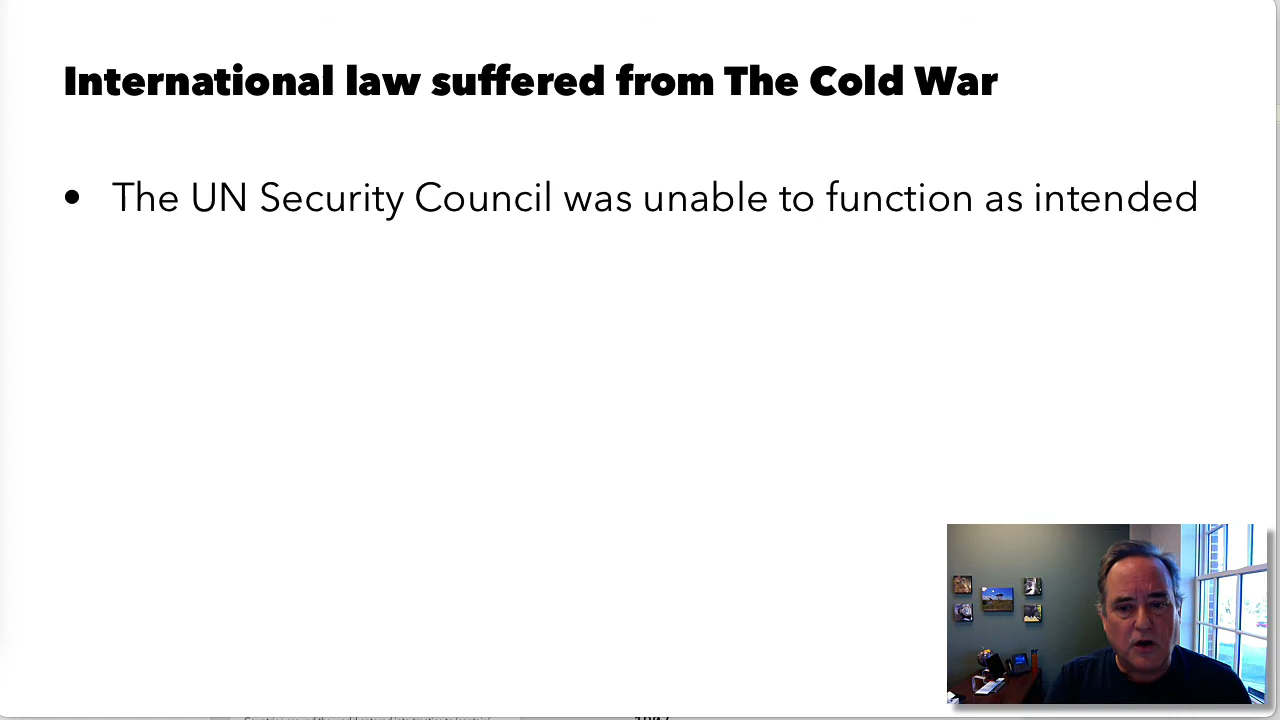 International law suffered from The Cold War
• The UN Security Council was unable to function as intended